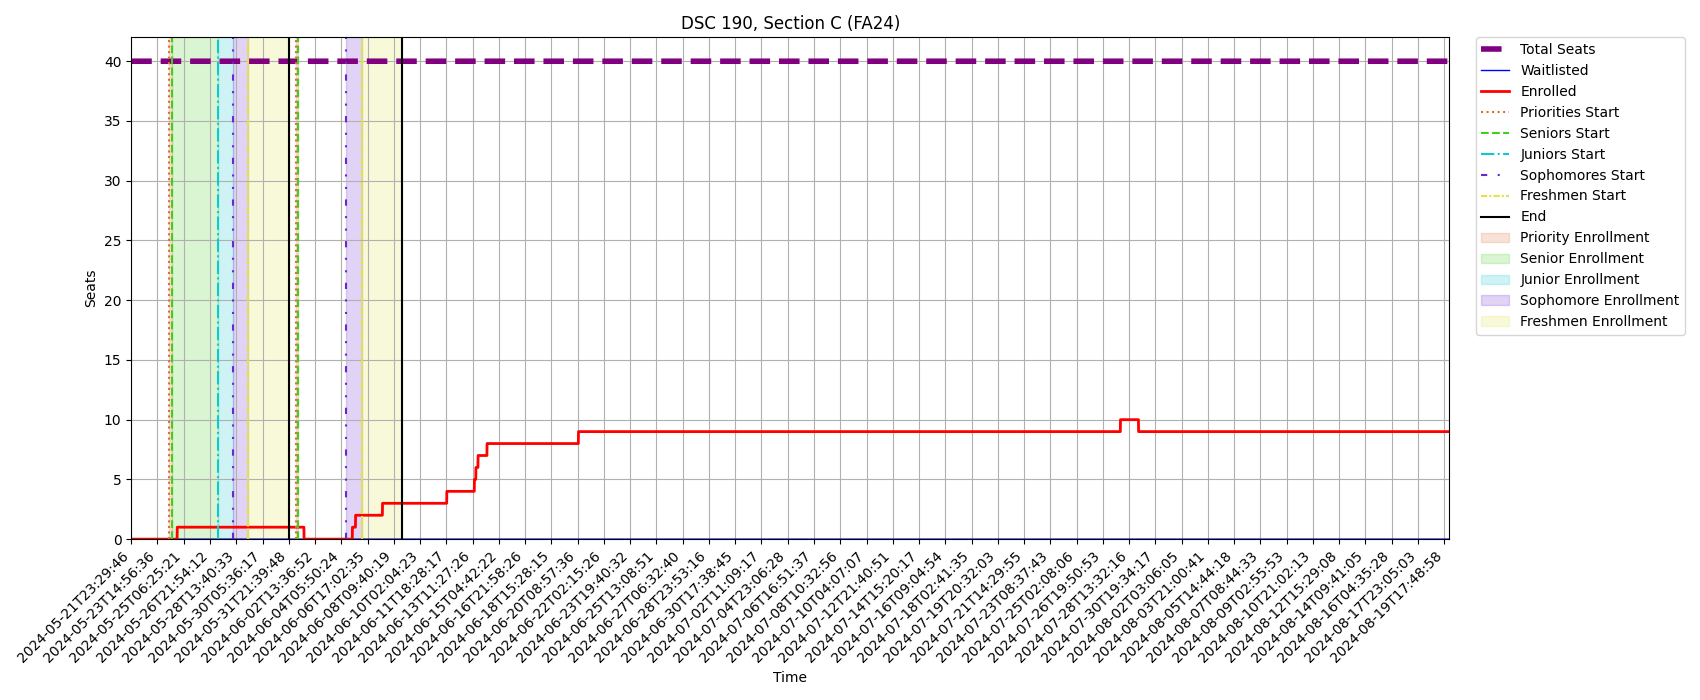 DSC 190, Section C (FA24)
Seats
40
35
30
25
20
15
10
5
0
2024-05-21T23:29:46
2024-05-23T14:56:36
2024-05-25T06:25:21
2024-05-26T21:54:12
2024-05-28T13:40:33
2024-05-30T05:36:17
2024-05-31T21:39:48
2024-06-02T13:36:52
2024-06-04T05:50:24
2024-06-06T17:02:35
2024-06-08T09:40:19
2024-06-10T02:04:23
2024-06-11T18:28:17
2024-06-13T11:27:26
2024-06-15T04:42:22
2024-06-16T21:58:26
2024-06-18T15:28:15
2024-06-20T08:57:36
2024-06-22T02:15:26
2024-06-23T19:40:32
2024-06-25T13:08:51
2024-06-27T06:32:40
2024-06-28T23:53:16
2024-06-30T17:38:45
2024-07-02T11:09:17
2024-07-04T23:06:28
2024-07-06T16:51:37
2024-07-08T10:32:56
2024-07-10T04:07:07
2024-07-12T21:40:51
2024-07-14T15:20:17
2024-07-16T09:04:54
2024-07-18T02:41:35
2024-07-19T20:32:03
2024-07-21T14:29:55
2024-07-23T08:37:43
2024-07-25T02:08:06
2024-07-26T19:50:53
2024-07-28T13:32:16
2024-07-30T19:34:17
2024-08-02T03:06:05
2024-08-03T21:00:41
2024-08-05T14:44:18
2024-08-07T08:44:33
2024-08-09T02:55:53
2024-08-10T21:02:13
2024-08-12T15:29:08
2024-08-14T09:41:05
2024-08-16T04:35:28
2024-08-17T23:05:03
2024-08-19T17:48:58
Time
Total Seats
Waitlisted
Enrolled
Priorities Start
Seniors Start
Juniors Start
Sophomores Start
Freshmen Start
End
Priority Enrollment
Senior Enrollment
Junior Enrollment
Sophomore Enrollment
Freshmen Enrollment